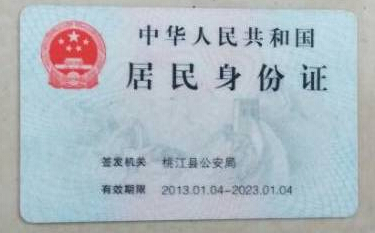 中华人民共和国
居民身份证
签发机关 桃江县公安局
有效期限 2013.01.04-2023.01.04